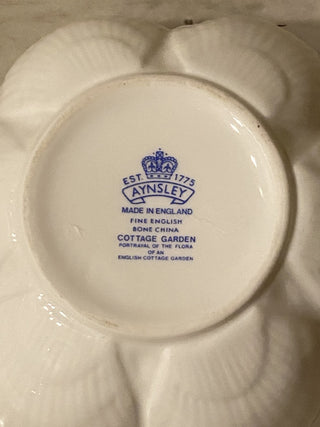 EST. 1775
AYNSLEY
MADE IN ENGLAND
FINE ENGLISH
BONE CHINA
COTTAGE GARDEN
PORTRAYAL OF THE FLORA
OF AN
ENGLISH COTTAGE GARDEN